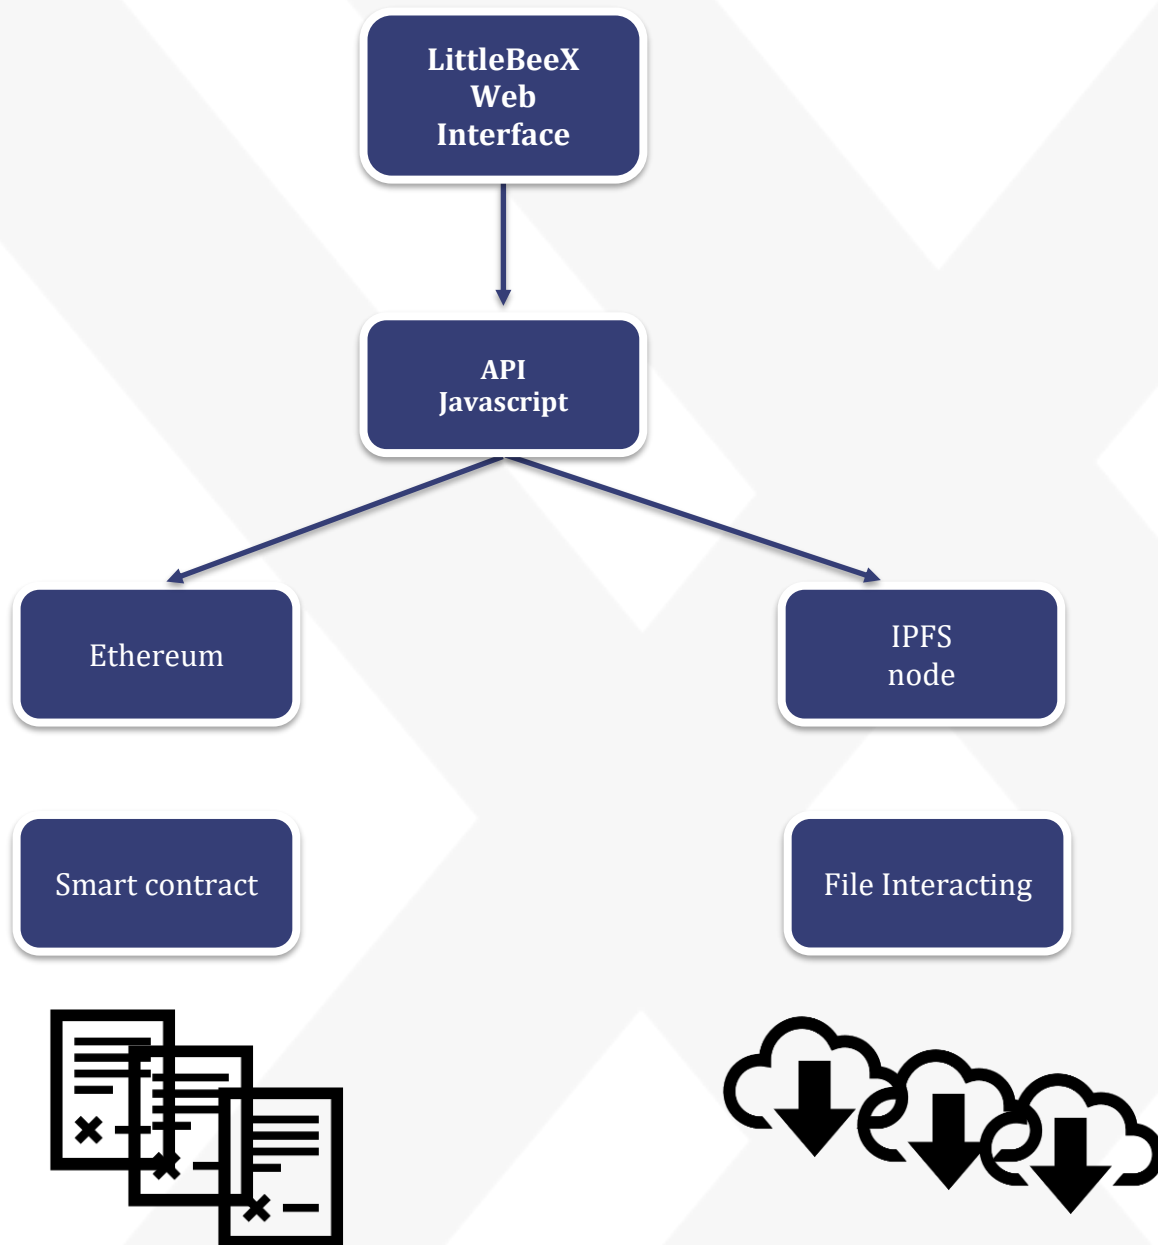 LittleBeeX
Web
Interface
API
Javascript
Ethereum
IPFS
node
Smart contract
File Interacting